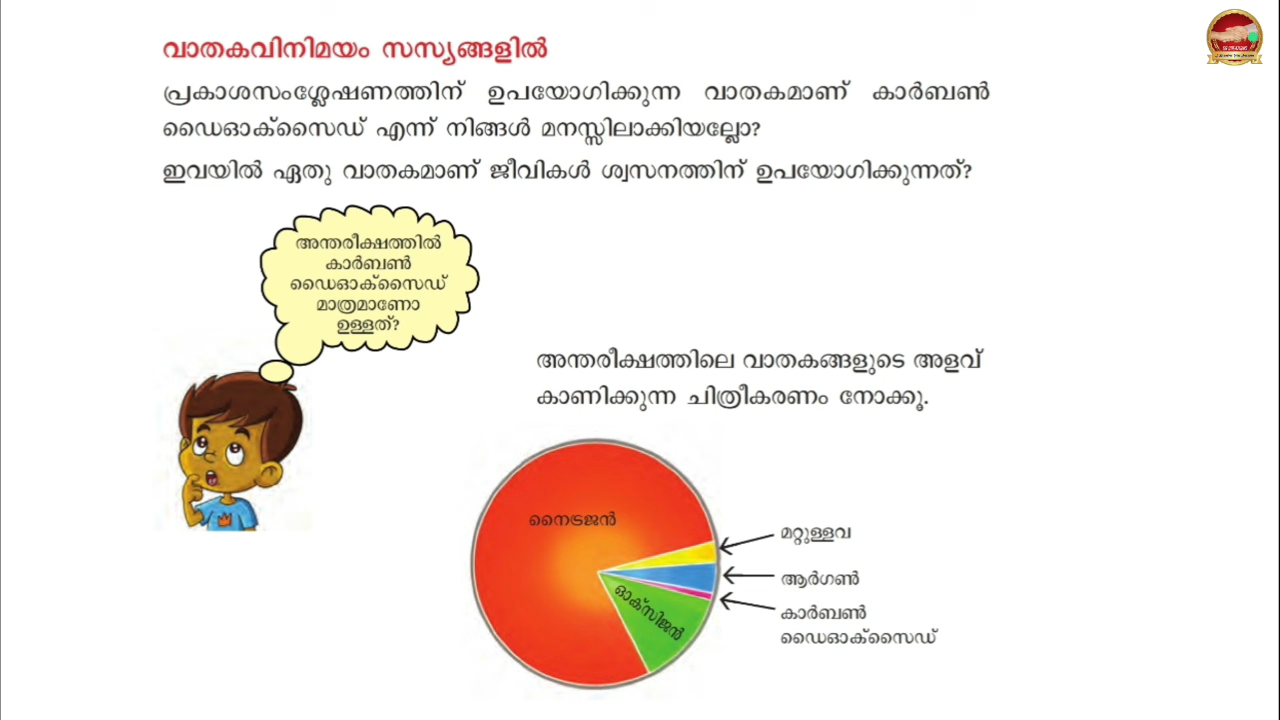 വാതകവിനിമയം സസ്യങ്ങളിൽ
പ്രകാശസംശ്ലേഷണത്തിന് ഉപയോഗിക്കുന്ന വാതകമാണ് കാർബൺ
ഡൈഓക്സൈഡ് എന്ന് നിങ്ങൾ മനസ്സിലാക്കിയല്ലോ?
ഇവയിൽ ഏതു വാതകമാണ് ജീവികൾ ശ്വസനത്തിന് ഉപയോഗിക്കുന്നത്?
അന്തരീക്ഷത്തിൽ
കാർബൺ
ഡൈഓക്സൈഡ്
മാത്രമാണോ
ഉള്ളത്?
അന്തരീക്ഷത്തിലെ വാതകങ്ങളുടെ അളവ്
കാണിക്കുന്ന ചിത്രീകരണം നോക്കൂ.
നൈട്രജൻ
മറ്റുള്ളവ
ആർഗൺ
ഓക്സിജൻ
കാർബൺ
ഡൈഓക്സൈഡ്